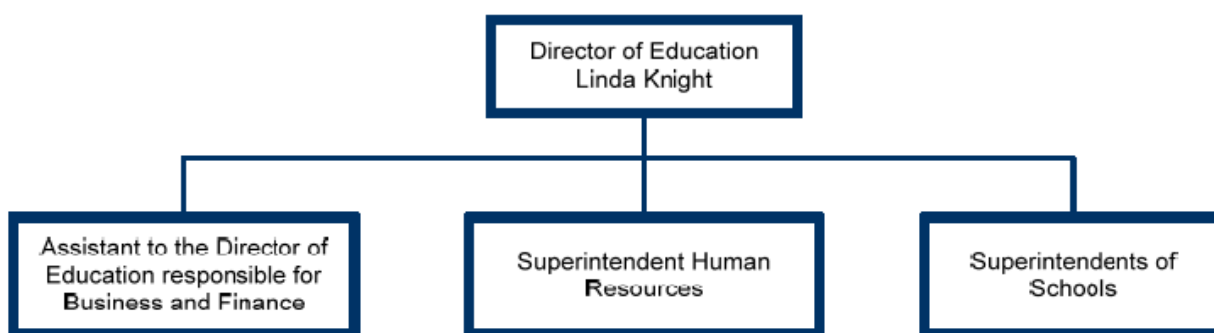 Director of Education
Linda Knight
Assistant to the Director of
Education responsible for
Business and Finance
Superintendent Human
Resources
Superintendents of
Schools